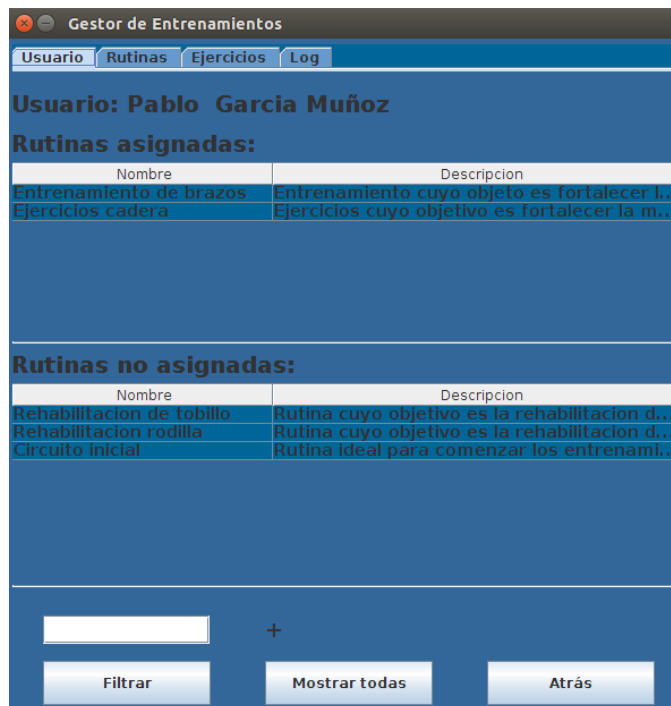 Gestor de Entrenamientos
Usuario Rutinas Ejercicios Log
Usuario: Pablo  Garcia Muñoz
Rutinas asignadas:
Nombre Descripcion
Entrenamiento de brazos Entrenamiento cuyo objeto es fortalecer l...
Ejercicios cadera Ejercicios cuyo objetivo es fortalecer la m...
Rutinas no asignadas:
Nombre Descripcion
Rehabilitacion de tobillo Rutina cuyo objetivo es la rehabilitacion d...
Rehabilitacion rodilla Rutina cuyo objetivo es la rehabilitacion d...
Circuito inicial Rutina ideal para comenzar los entrenami...
+
Filtrar Mostrar todas Atrás